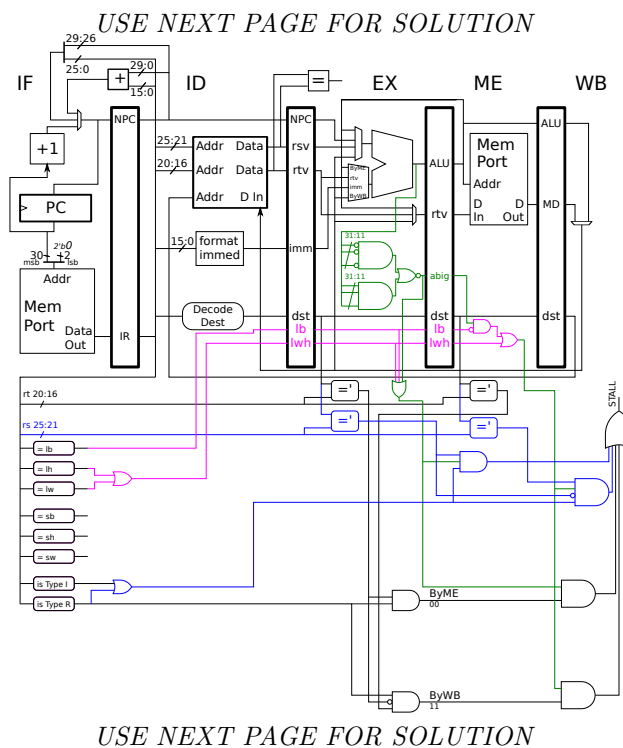 USE NEXT PAGE FOR SOLUTION
29:26
25:0
29:0
15:0
IF
ID
EX
ME
WB
+
=
NPC
+1
PC
25:21
20:16
Addr Data
Addr Data
Addr D In
NPC
rsv
rtv
imm
dst
lb
lwh
ByME
rtv
imm
ByWB
ALU
rtv
abig
dst
lb
lwh
Mem
Port
Addr
D
In
D
Out
ALU
MD
dst
15:0
format
immed
31:11
31:11
30
2'b0
2
msb
lsb
Addr
Mem
Port
Data
Out
IR
Decode
Dest
rt 20:16
rs 25:21
='
='
='
='
STALL
= lb
= lh
= lw
= sb
= sh
= sw
is Type I
is Type R
ByME
00
ByWB
11
USE NEXT PAGE FOR SOLUTION